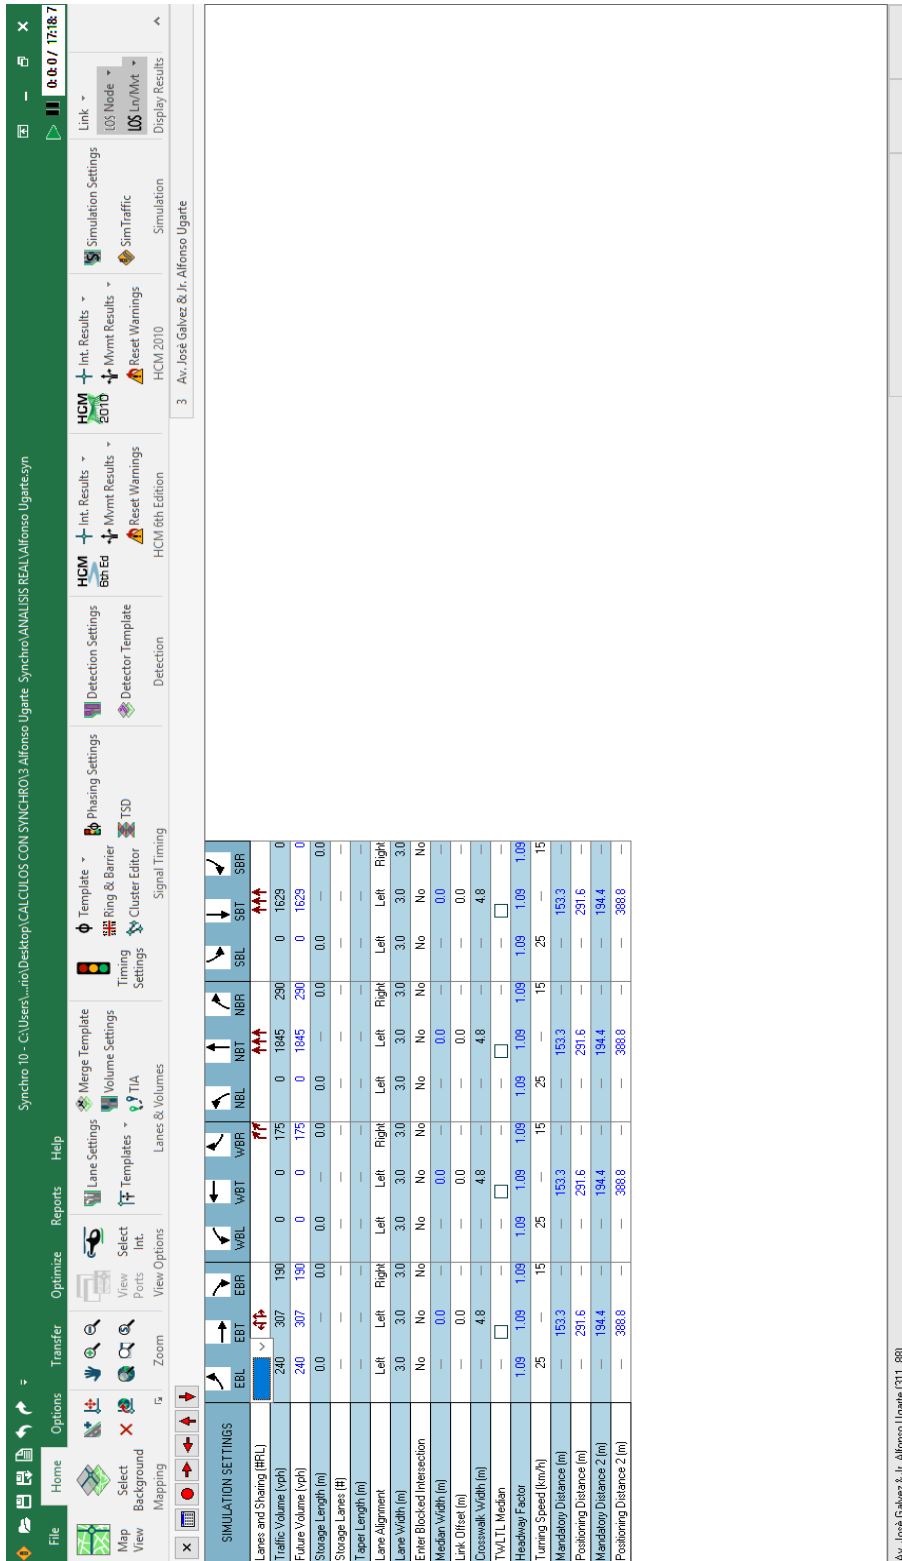 Synchro 10 - C:\Users\...rio\Desktop\CALCULOS CON SYNCHRO\3 Alfonso Ugarte Synchro\ANALISIS REAL\Alfonso Ugarte.syn
File Home Options Transfer Optimize Reports Help
0: 0: 0 / 17:18: 7
Map View
Select Background
Mapping
Zoom
View Ports
Select Int.
View Options
Lane Settings
Templates
Merge Template
Volume Settings
TIA
Lanes & Volumes
Timing Settings
Template
Ring & Barrier
Cluster Editor
Phasing Settings
TSD
Signal Timing
Detection Settings
Detector Template
Detection
HCM 6th Ed
Int. Results
Mvmt Results
Reset Warnings
HCM 6th Edition
HCM 2010
Int. Results
Mvmt Results
Reset Warnings
HCM 2010
Simulation Settings
SimTraffic
Simulation
Link
LOS Node
LOS Ln/Mvt
Display Results
3 Av. Josè Galvez & Jr. Alfonso Ugarte
SIMULATION SETTINGS EBL EBT EBR WBL WBT WBR NBL NBT NBR SBL SBT SBR
Lanes and Sharing (#RL)
Traffic Volume (vph) 240 307 190 0 0 175 0 1845 290 0 1629 0
Future Volume (vph) 240 307 190 0 0 175 0 1845 290 0 1629 0
Storage Length (m) 0.0 — 0.0 0.0 — 0.0 0.0 — 0.0 0.0 — 0.0
Storage Lanes (#) — — — — — — — — — — — —
Taper Length (m) — — — — — — — — — — — —
Lane Alignment Left Left Right Left Left Right Left Left Right Left Left Right
Lane Width (m) 3.0 3.0 3.0 3.0 3.0 3.0 3.0 3.0 3.0 3.0 3.0 3.0
Enter Blocked Intersection No No No No No No No No No No No No
Median Width (m) 0.0 — — 0.0 — — 0.0 — — 0.0 —
Link Offset (m) 0.0 — — 0.0 — — 0.0 — — 0.0 —
Crosswalk Width (m) 4.8 — — 4.8 — — 4.8 — — 4.8 —
TWLTL Median — — — — — — —
Headway Factor 1.09 1.09 1.09 1.09 1.09 1.09 1.09 1.09 1.09 1.09 1.09 1.09
Turning Speed (km/h) 25 — 15 25 — 15 25 — 15 25 — 15
Mandatory Distance (m) 153.3 — — 153.3 — — 153.3 — — 153.3 —
Positioning Distance (m) 291.6 — — 291.6 — — 291.6 — — 291.6 —
Mandatory Distance 2 (m) 194.4 — — 194.4 — — 194.4 — — 194.4 —
Positioning Distance 2 (m) 388.8 — — 388.8 — — 388.8 — — 388.8 —
Av. Josè Galvez & Jr. Alfonso Ugarte (311, 88)